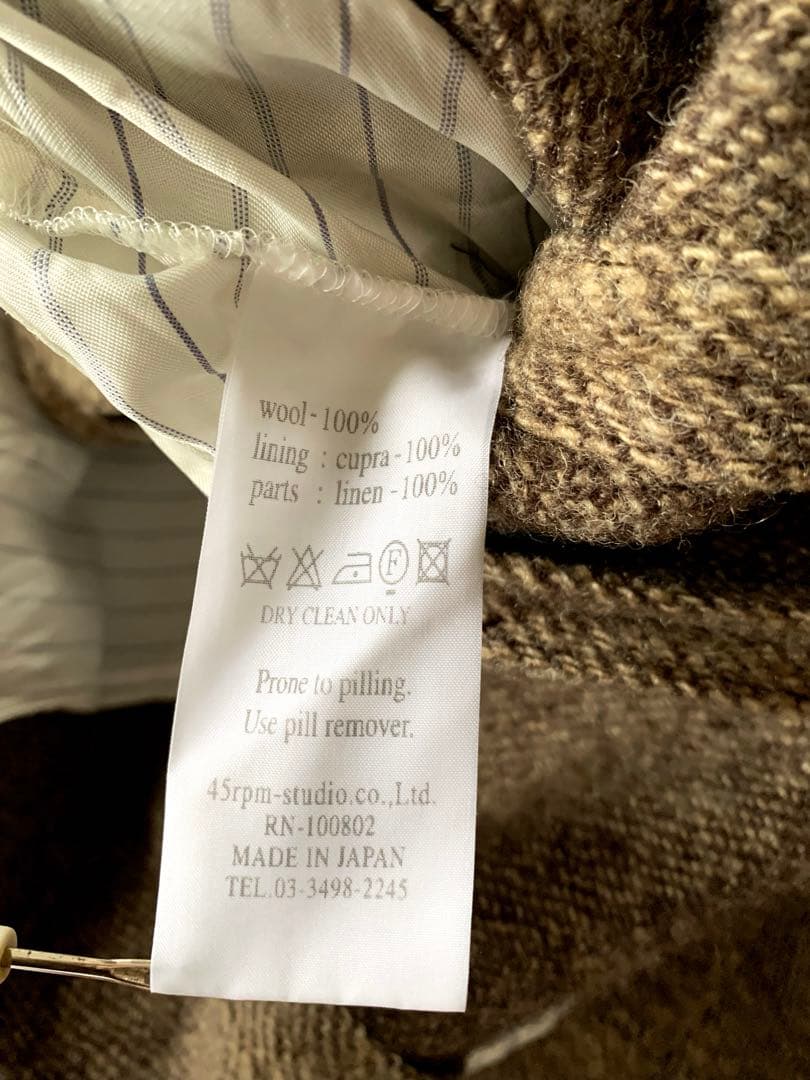 wool-100%
lining : cupra-100%
parts : linen-100%
F
DRY CLEAN ONLY
Prone to pilling.
Use pill remover.
45rpm-studio.co.,Ltd.
RN-100802
MADE IN JAPAN
TEL.03-3498-2245